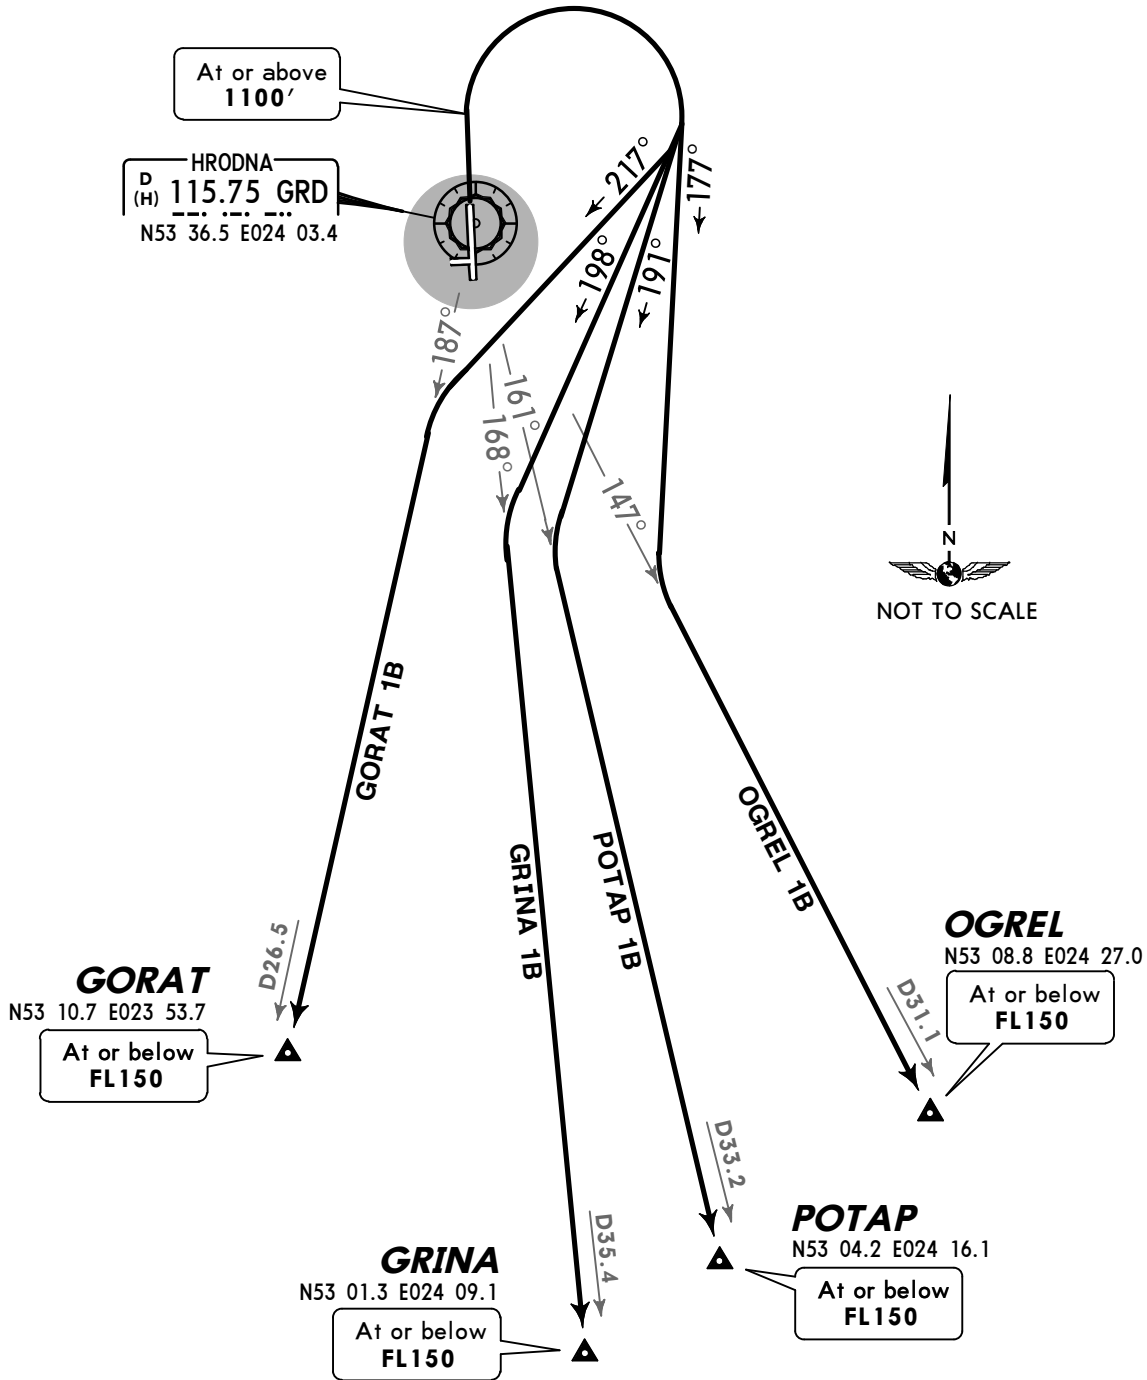 At or above
1100'
HRODNA
D
(H) 115.75 GRD
N53 36.5 E024 03.4
217°
177°
198°
191°
187°
161°
168°
147°
N
NOT TO SCALE
GORAT 1B
GRINA 1B
POTAP 1B
OGREL 1B
OGREL
N53 08.8 E024 27.0
At or below
FL150
D31.1
D26.5
GORAT
N53 10.7 E023 53.7
At or below
FL150
D33.2
POTAP
N53 04.2 E024 16.1
At or below
FL150
D35.4
GRINA
N53 01.3 E024 09.1
At or below
FL150